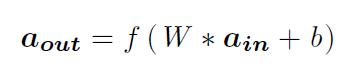 a_out = f (W * a_in + b)